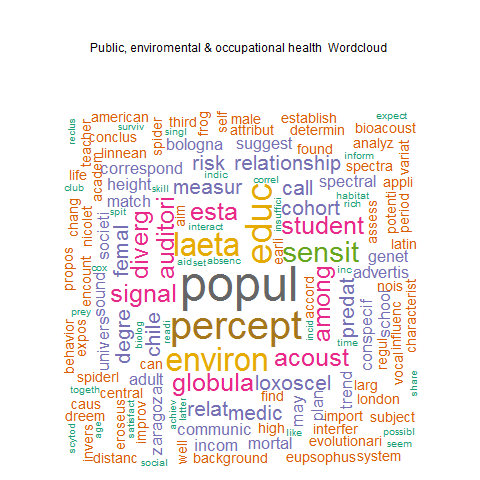 Public, enviromental & occupational health Wordcloud
american
third
frog
self
male
establish
expect
reclus
teacher
surviv
conclus
spider
singl
attribut
determin
bioacoust
linnean
bologna
suggest
found
analyz
variat
life
academ
correspond
indic
risk
relationship
inform
spectra
club
height
skill
measur
correl
call
spectral
habitat
appli
chang
nicolet
societi
match
spit
diverg
auditori
esta
aim
interact
educ
insuffici
cohort
rich
assess
potenti
period
propos
encount
sound
femal
laeta
student
earli
sensit
genet
latin
aid
set
absenc
cox
univers
signal
popul
among
inc
accord
advertis
nois
characterist
prey
expos
degre
biolog
chile
readi
percept
incid
time
predat
conspecif
school
influenc
behavior
can
environ
acoust
regul
vocal
spiderl
adult
globula
loxoscel
trend
larg
share
togeth
central
zaragoza
find
may
plan
london
caus
eroseus
improv
achiev
latter
relat
medic
import
subject
dreem
age
satisfact
communic
high
like
interfer
possibl
scytod
invers
well
incom
mortal
evolutionari
seem
distanc
social
background
eupsophus
system